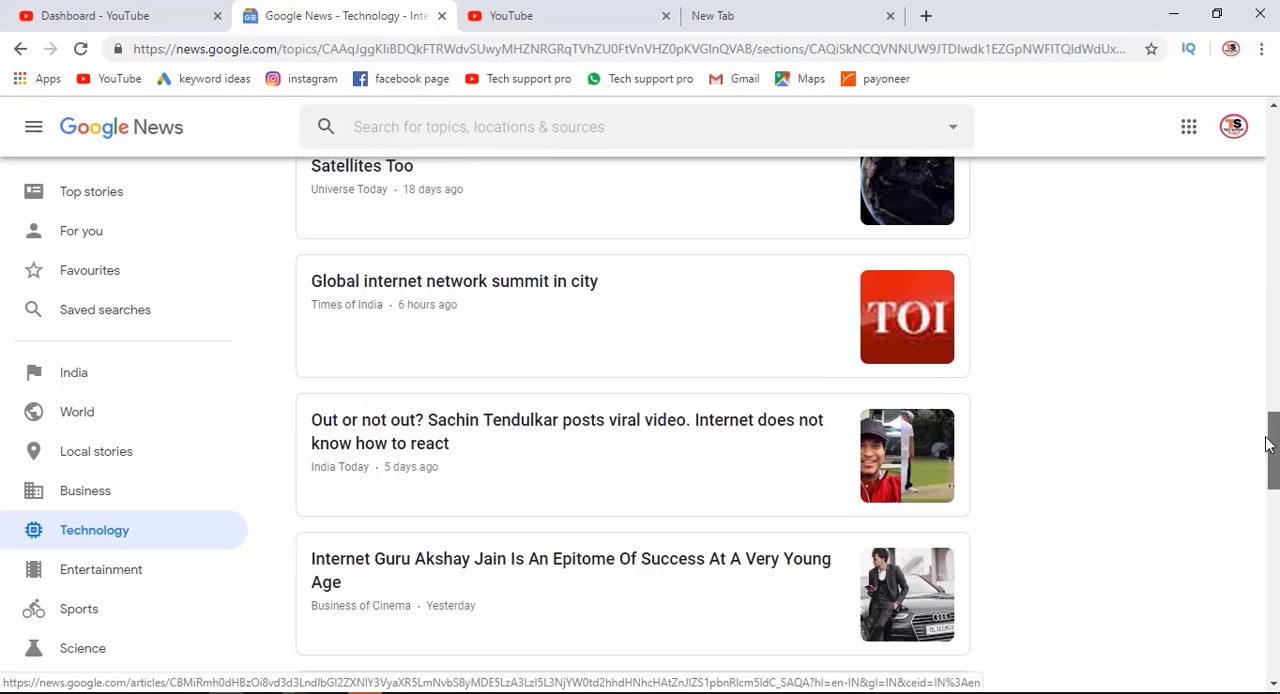 Dashboard - YouTube
Google News - Technology - Inte
YouTube
New Tab
https://news.google.com/topics/CAAqJggKIiBDQkFTRWdvSUwyMHZNRGRqTVhZU0FtVnVHZ0pKVGlnQVAB/sections/CAQiSkNCQVNNUW9JTDIwdk1EZGpNWFlTQldWdUx...
IQ
Apps
YouTube
keyword ideas
instagram
facebook page
Tech support pro
Tech support pro
Gmail
Maps
payoneer
Google News
Search for topics, locations & sources
TS
Top stories
For you
Favourites
Saved searches
India
World
Local stories
Business
Technology
Entertainment
Sports
Science
Satellites Too
Universe Today · 18 days ago
Global internet network summit in city
Times of India · 6 hours ago
TOI
Out or not out? Sachin Tendulkar posts viral video. Internet does not
know how to react
India Today · 5 days ago
Internet Guru Akshay Jain Is An Epitome Of Success At A Very Young
Age
Business of Cinema · Yesterday